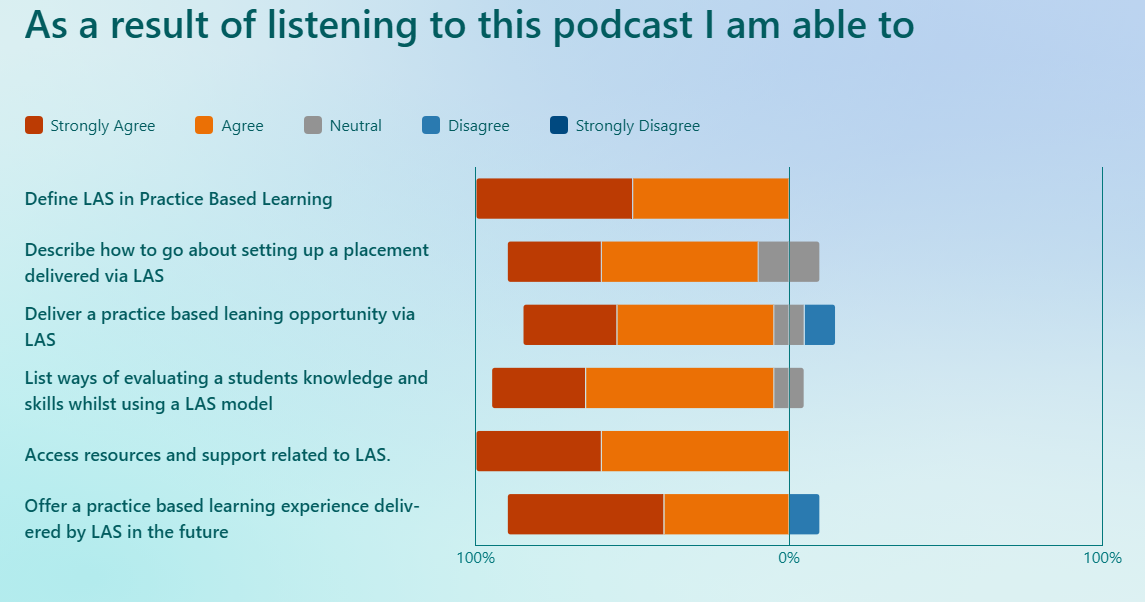 As a result of listening to this podcast I am able to
Strongly Agree
Agree
Neutral
Disagree
Strongly Disagree
Define LAS in Practice Based Learning
Describe how to go about setting up a placement
delivered via LAS
Deliver a practice based leaning opportunity via
LAS
List ways of evaluating a students knowledge and
skills whilst using a LAS model
Access resources and support related to LAS.
Offer a practice based learning experience deliv-
ered by LAS in the future
100%
0%
100%